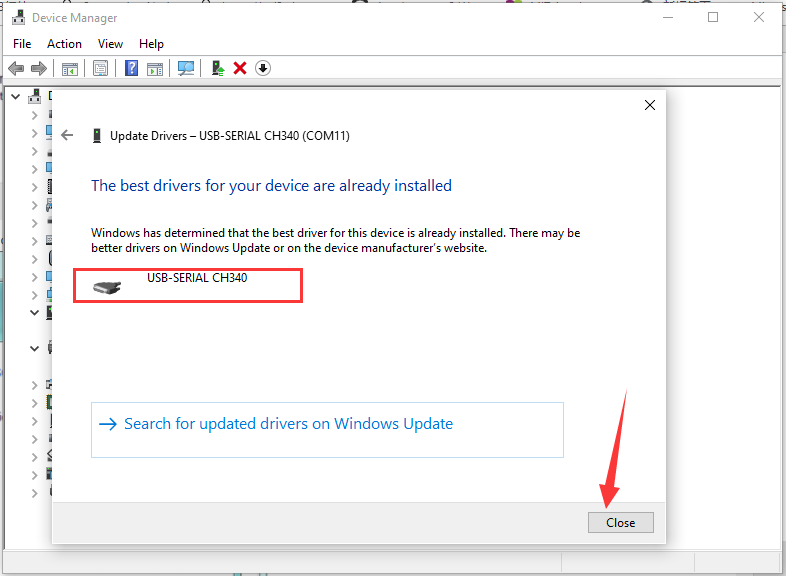 Device Manager
File Action View Help
Update Drivers – USB-SERIAL CH340 (COM11)
The best drivers for your device are already installed
Windows has determined that the best driver for this device is already installed. There may be
better drivers on Windows Update or on the device manufacturer's website.
USB-SERIAL CH340
Search for updated drivers on Windows Update
Close